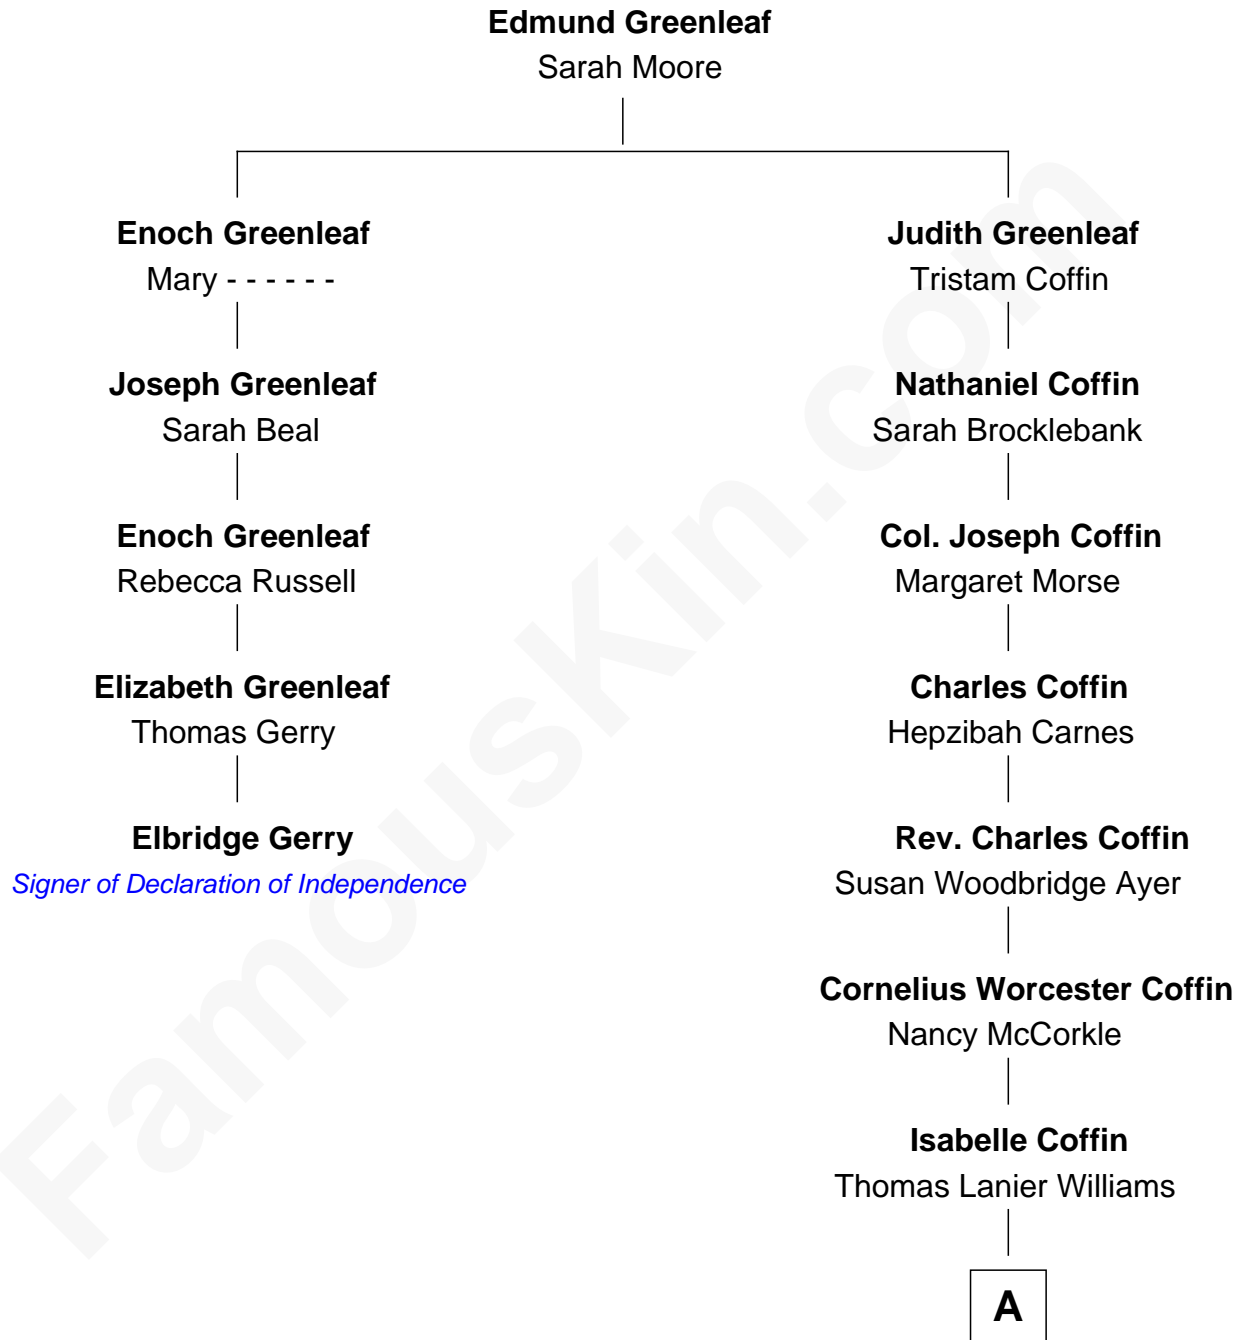 Edmund Greenleaf
Sarah Moore
Enoch Greenleaf
Mary - - - - - -
Judith Greenleaf
Tristam Coffin
Joseph Greenleaf
Sarah Beal
Nathaniel Coffin
Sarah Brocklebank
Enoch Greenleaf
Rebecca Russell
Col. Joseph Coffin
Margaret Morse
Elizabeth Greenleaf
Thomas Gerry
Charles Coffin
Hepzibah Carnes
Elbridge Gerry
Signer of Declaration of Independence
Rev. Charles Coffin
Susan Woodbridge Ayer
Cornelius Worcester Coffin
Nancy McCorkle
Isabelle Coffin
Thomas Lanier Williams
A
FamousKin.com